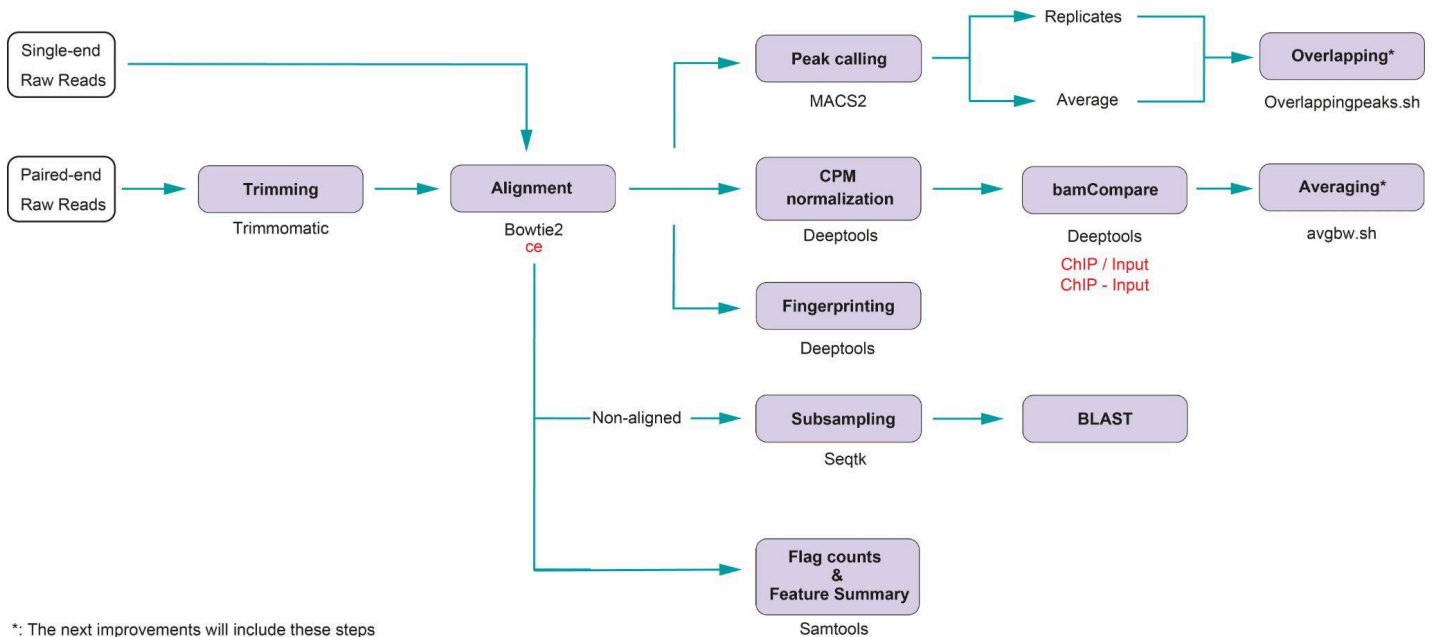 Single-end
Raw Reads
Paired-end
Raw Reads
Trimming
Trimmomatic
Alignment
Bowtie2
ce
Peak calling
MACS2
Replicates
Average
Overlapping*
Overlappingpeaks.sh
CPM
normalization
Deeptools
bamCompare
Deeptools
ChIP / Input
ChIP - Input
Averaging*
avgbw.sh
Fingerprinting
Deeptools
Non-aligned
Subsampling
Seqtk
BLAST
Flag counts
&
Feature Summary
Samtools
*: The next improvements will include these steps